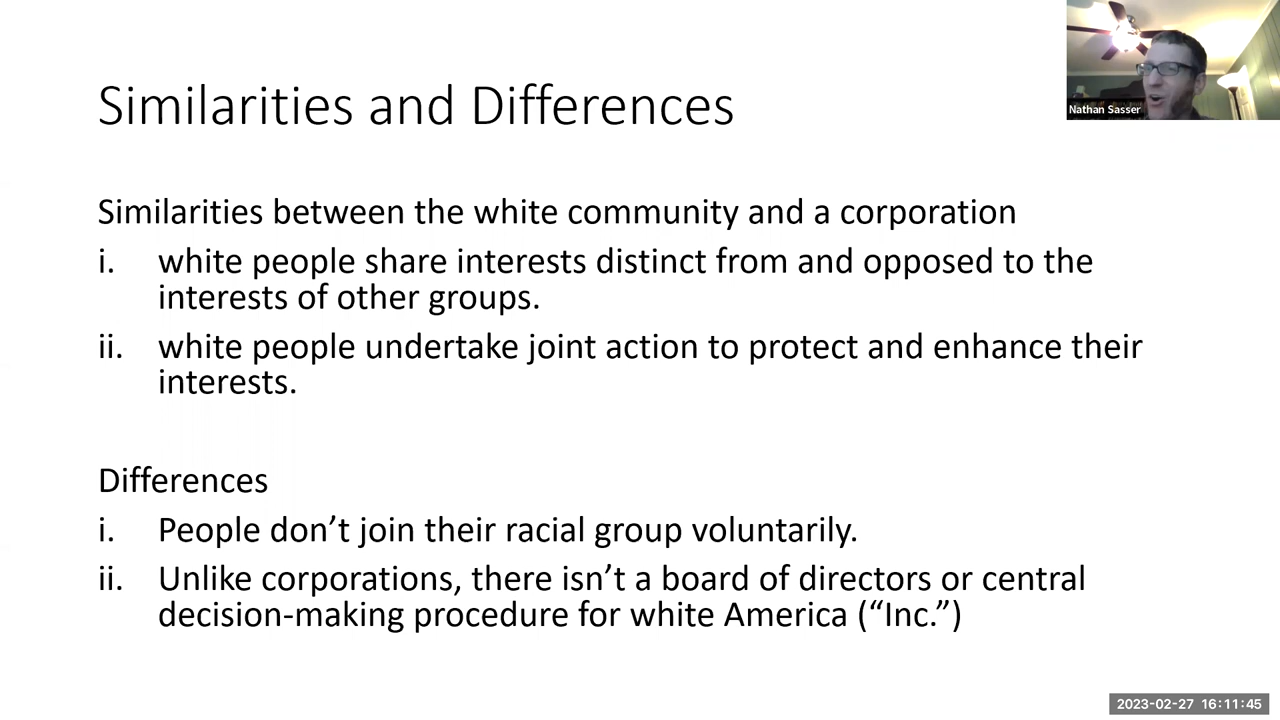 Similarities and Differences
Nathan Sasser
Similarities between the white community and a corporation
i. white people share interests distinct from and opposed to the
interests of other groups.
ii. white people undertake joint action to protect and enhance their
interests.
Differences
i. People don’t join their racial group voluntarily.
ii. Unlike corporations, there isn’t a board of directors or central
decision-making procedure for white America (“Inc.”)
2023-02-27 16:11:45